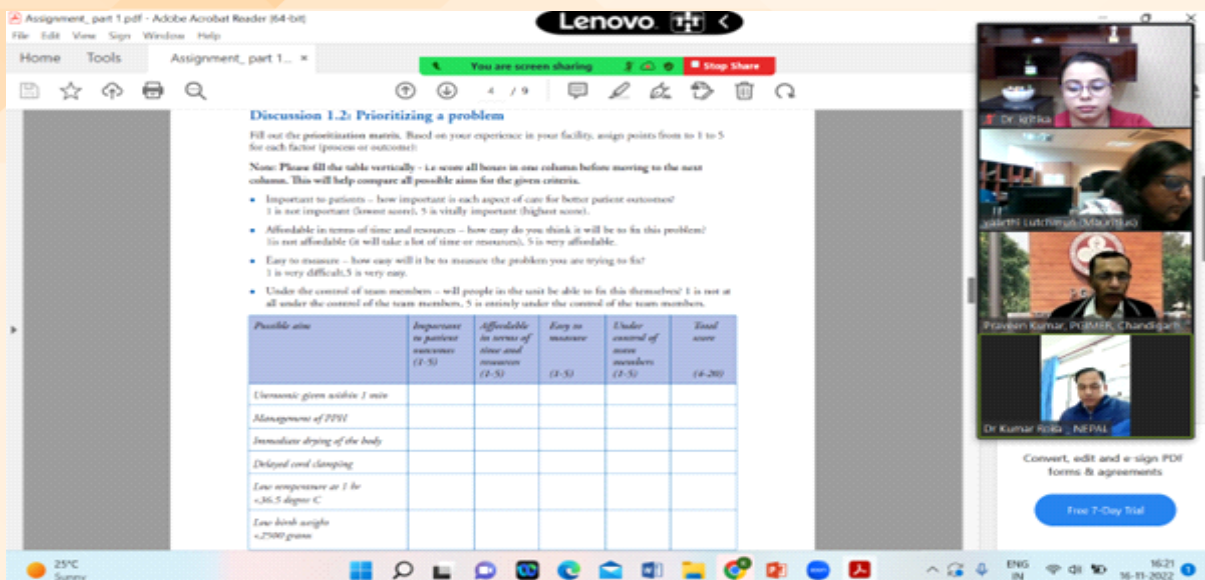 Assignment_ part 1.pdf - Adobe Acrobat Reader (64-bit)
File Edit View Sign Window Help
Lenovo
Home Tools Assignment_ part 1... ×
You are screen sharing Stop Share
4 / 9
Discussion 1.2: Prioritizing a problem
Fill out the prioritization matrix. Based on your experience in your facility, assign points from to 1 to 5
for each factor (process or outcome):
Note: Please fill the table vertically - i.e score all boxes in one column before moving to the next
column. This will help compare all possible aims for the given criteria.
• Important to patients – how important is each aspect of care for better patient outcomes?
1 is not important (lowest score), 5 is vitally important (highest score).
• Affordable in terms of time and resources – how easy do you think it will be to fix this problem?
1is not affordable (it will take a lot of time or resources), 5 is very affordable.
• Easy to measure – how easy will it be to measure the problem you are trying to fix?
1 is very difficult,5 is very easy.
• Under the control of team members – will people in the unit be able to fix this themselves? 1 is not at
all under the control of the team members, 5 is entirely under the control of the team members.
Possible aims
Important to patient outcomes (1-5)
Affordable in terms of time and resources (1-5)
Easy to measure (1-5)
Under control of team members (1-5)
Total score (4-20)
Uterotonic given within 1 min
Management of PPH
Immediate drying of the body
Delayed cord clamping
Low temperature at 1 hr
<36.5 degree C
Low birth weight
<2500 grams
Dr. kritika
Lutchmun (Mauritius)
Praveen Kumar, PGIMER, Chandigarh
Dr Kumar NEPAL
Convert, edit and e-sign PDF
forms & agreements
Free 7-Day Trial
25°C
Sunny
ENG
IN
16:21
16-11-2022
1